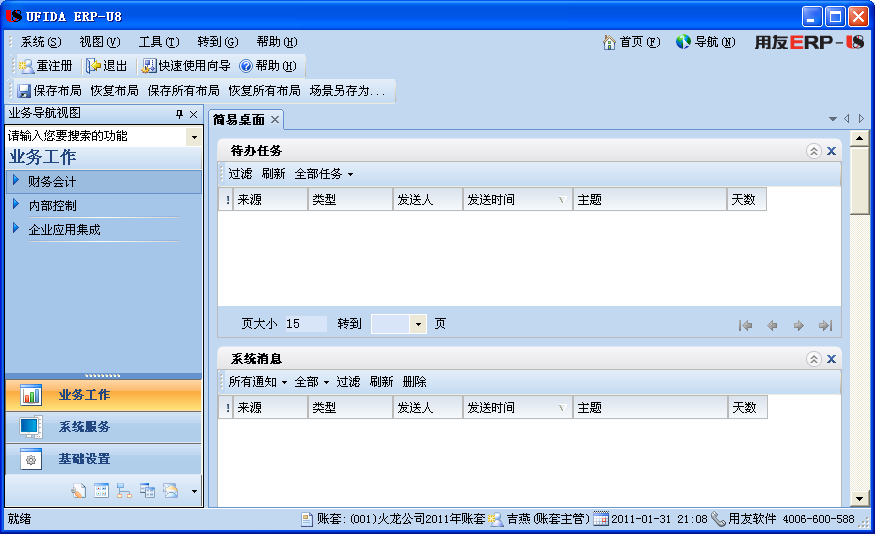 UFIDA ERP-U8
系统(S) 视图(V) 工具(T) 转到(G) 帮助(H) 首页(F) 导航(N) 用友ERP-U8
重注册 退出 快速使用向导 帮助(H)
保存布局 恢复布局 保存所有布局 恢复所有布局 场景另存为...
业务导航视图
请输入您要搜索的功能
业务工作
财务会计
内部控制
企业应用集成
业务工作
系统服务
基础设置
简易桌面
待办任务
过滤 刷新 全部任务
! 来源 类型 发送人 发送时间 主题 天数
页大小 15 转到 页
系统消息
所有通知 全部 过滤 刷新 删除
! 来源 类型 发送人 发送时间 主题 天数
就绪 账套:(001)火龙公司2011年账套 吉燕(账套主管) 2011-01-31 21:08 用友软件 4006-600-588